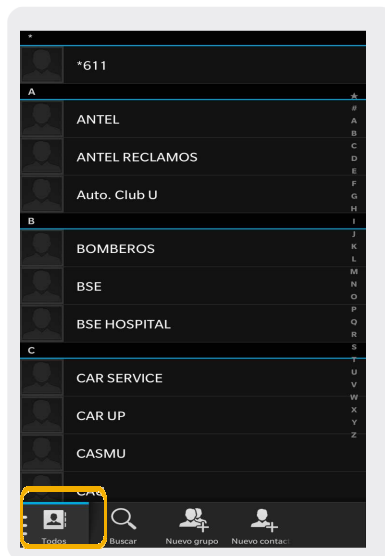 *
*611
A
ANTEL
ANTEL RECLAMOS
Auto. Club U
B
BOMBEROS
BSE
BSE HOSPITAL
C
CAR SERVICE
CAR UP
CASMU
★
#
A
B
C
D
E
F
G
H
I
J
K
L
M
N
O
P
Q
R
S
T
U
V
W
X
Y
Z
Todos
Buscar
Nuevo grupo
Nuevo contact